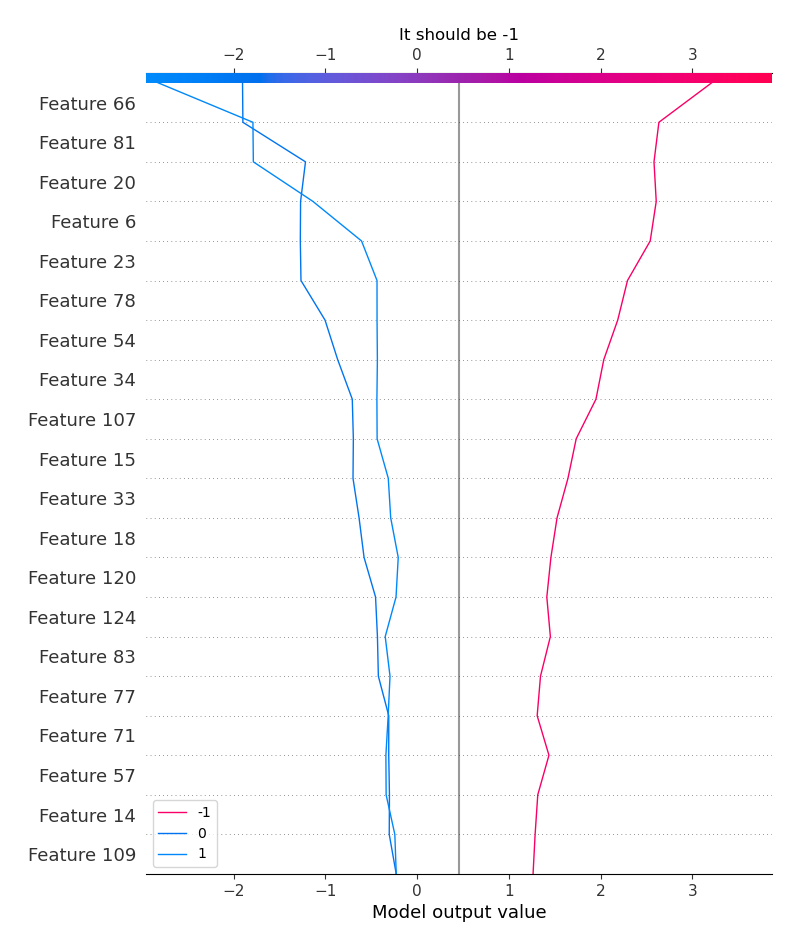 It should be -1
−2 −1 0 1 2 3
Feature 66
Feature 81
Feature 20
Feature 6
Feature 23
Feature 78
Feature 54
Feature 34
Feature 107
Feature 15
Feature 33
Feature 18
Feature 120
Feature 124
Feature 83
Feature 77
Feature 71
Feature 57
Feature 14
Feature 109
-1
0
1
−2 −1 0 1 2 3
Model output value